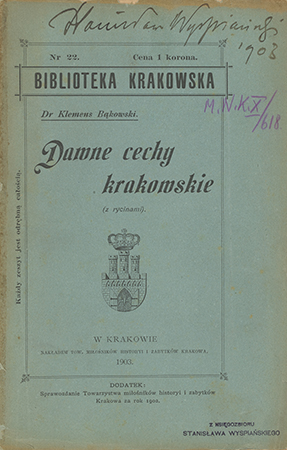 Stanisław Wyspiański
1903
Nr 22. Cena 1 korona.
BIBLIOTEKA KRAKOWSKA
M.N.K.X/
/618.
Dr Klemens Bąkowski.
Dawne cechy
krakowskie
(z rycinami).
Każdy zeszyt jest odrębną całością.
W KRAKOWIE
NAKŁADEM TOW. MIŁOŚNIKÓW HISTORYI I ZABYTKÓW KRAKOWA.
1903.
DODATEK:
Sprawozdanie Towarzystwa miłośników historyi i zabytków
Krakowa za rok 1902.
Z KSIĘGOZBIORU
STANISŁAWA WYSPIAŃSKIEGO